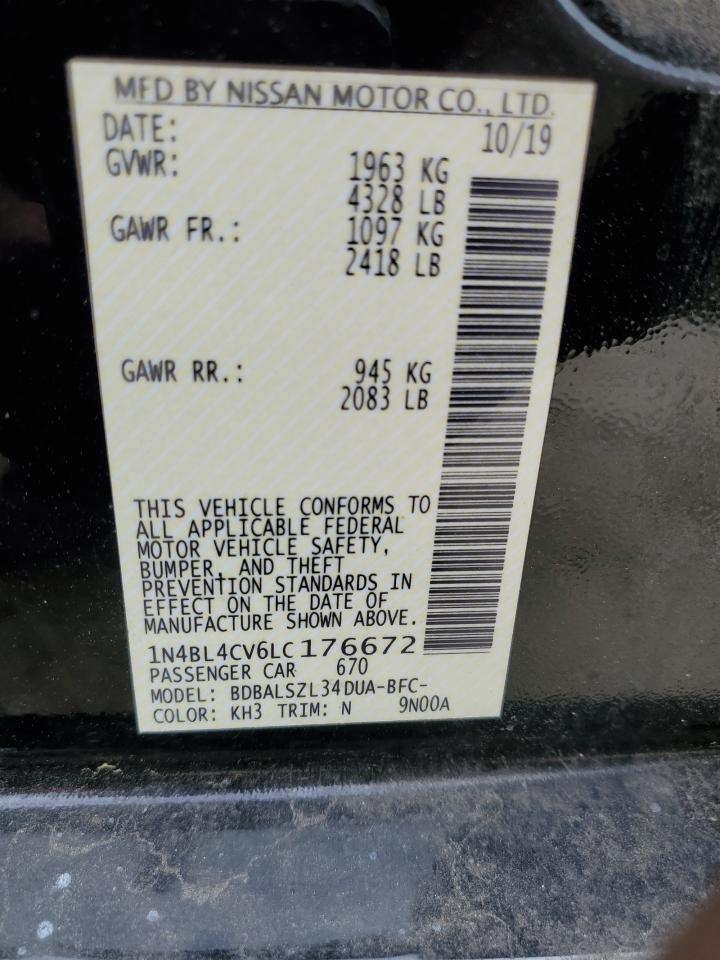 MFD BY NISSAN MOTOR CO., LTD.
DATE: 10/19
GVWR: 1963 KG
4328 LB
GAWR FR.: 1097 KG
2418 LB
GAWR RR.: 945 KG
2083 LB
THIS VEHICLE CONFORMS TO
ALL APPLICABLE FEDERAL
MOTOR VEHICLE SAFETY,
BUMPER, AND THEFT
PREVENTION STANDARDS IN
EFFECT ON THE DATE OF
MANUFACTURE SHOWN ABOVE.
1N4BL4CV6LC176672
PASSENGER CAR 670
MODEL: BDBALSZL34DUA-BFC-
COLOR: KH3 TRIM: N 9N00A